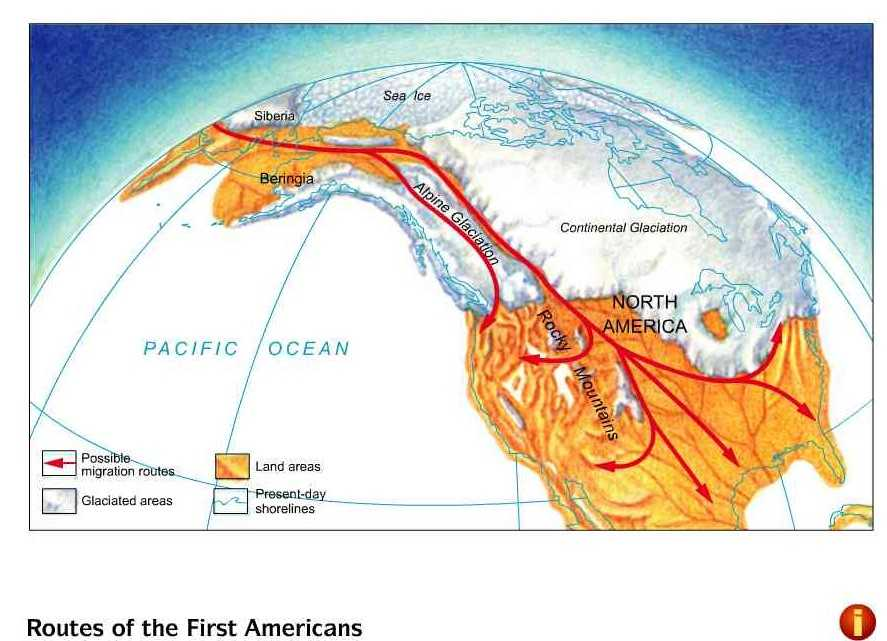 Sea Ice
Siberia
Beringia
Alpine Glaciation
Continental Glaciation
NORTH
AMERICA
Rocky
Mountains
PACIFIC OCEAN
Possible
migration routes
Land areas
Glaciated areas
Present-day
shorelines
Routes of the First Americans
i